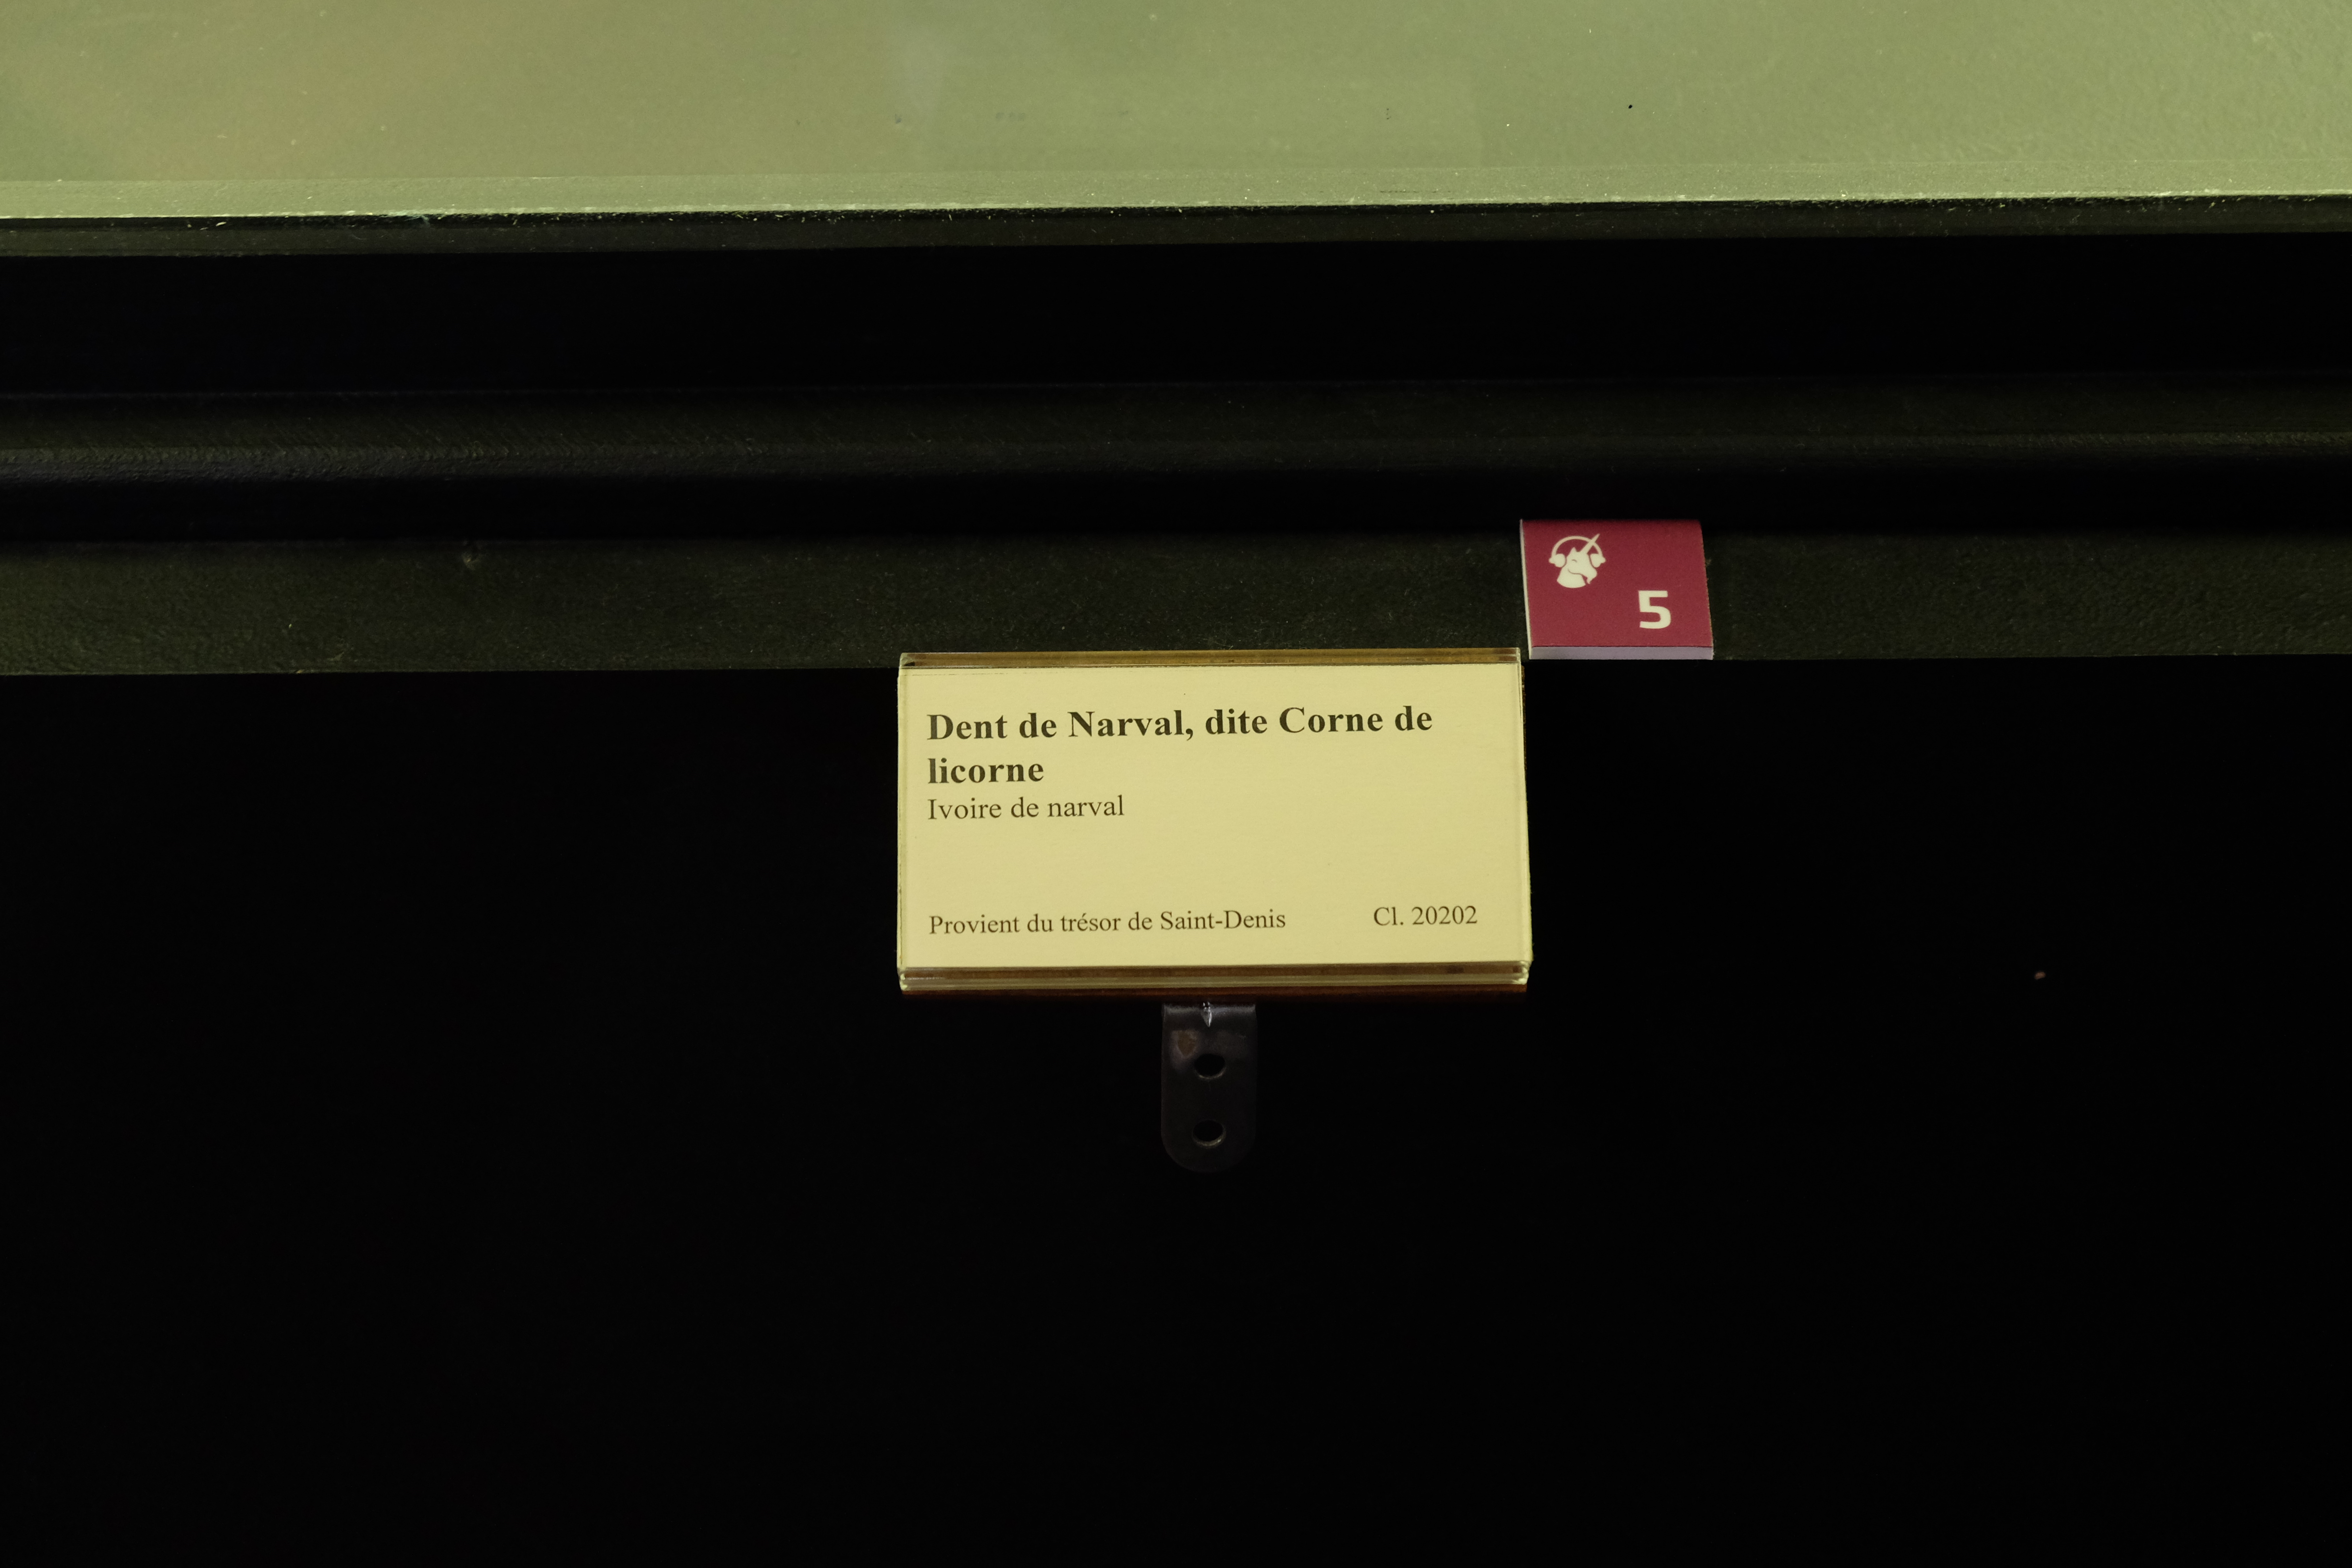 5
Dent de Narval, dite Corne de
licorne
Ivoire de narval
Provient du trésor de Saint-Denis Cl. 20202